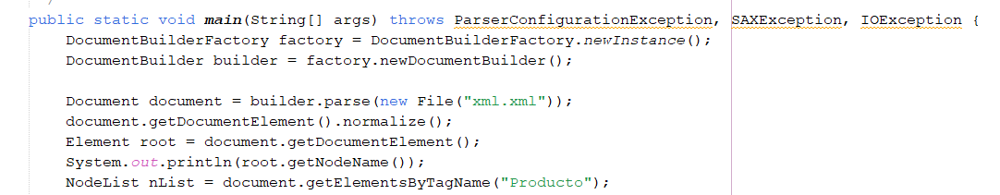 public static void main(String[] args) throws ParserConfigurationException, SAXException, IOException {
DocumentBuilderFactory factory = DocumentBuilderFactory.newInstance();
DocumentBuilder builder = factory.newDocumentBuilder();
Document document = builder.parse(new File("xml.xml"));
document.getDocumentElement().normalize();
Element root = document.getDocumentElement();
System.out.println(root.getNodeName());
NodeList nList = document.getElementsByTagName("Producto");